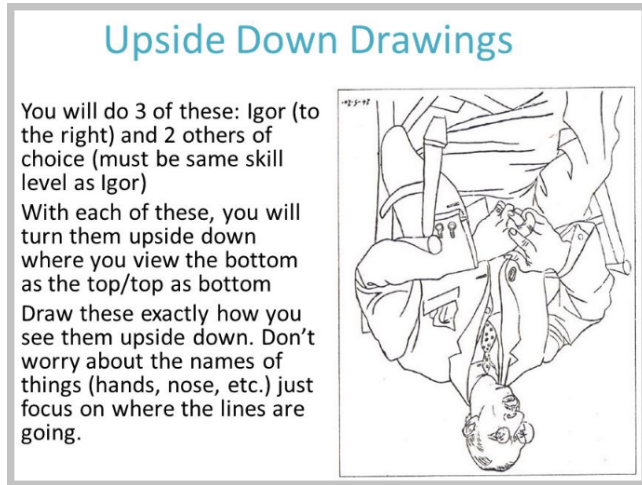 Upside Down Drawings
You will do 3 of these: Igor (to
the right) and 2 others of
choice (must be same skill
level as Igor)
With each of these, you will
turn them upside down
where you view the bottom
as the top/top as bottom
Draw these exactly how you
see them upside down. Don’t
worry about the names of
things (hands, nose, etc.) just
focus on where the lines are
going.